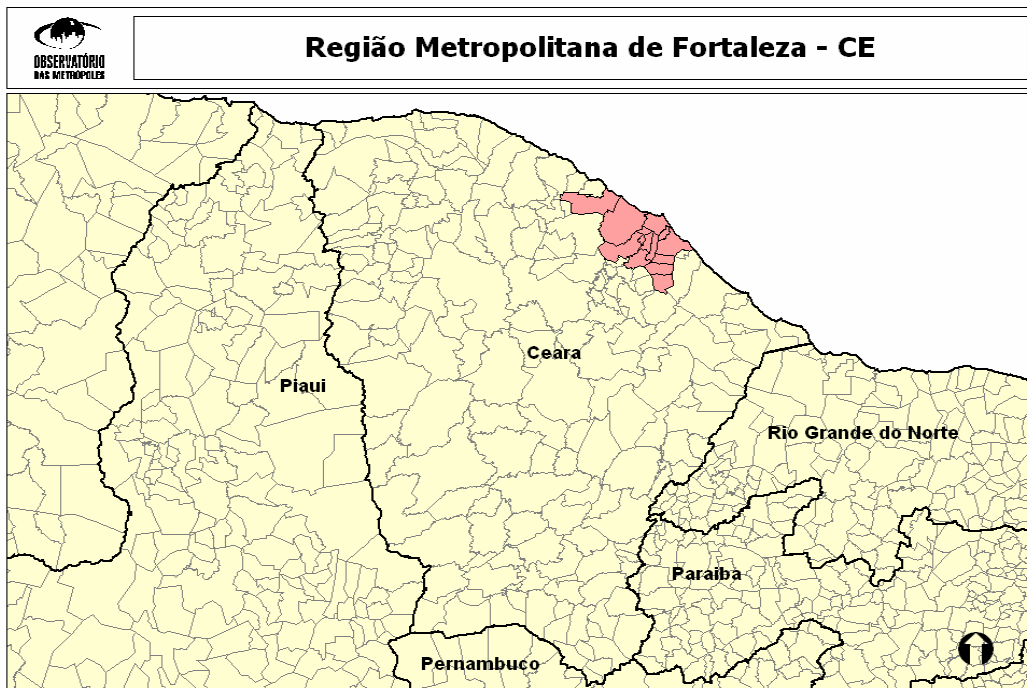 OBSERVATÓRIO
DAS METRÓPOLES
Região Metropolitana de Fortaleza - CE
Ceara
Piaui
Rio Grande do Norte
Paraiba
Pernambuco